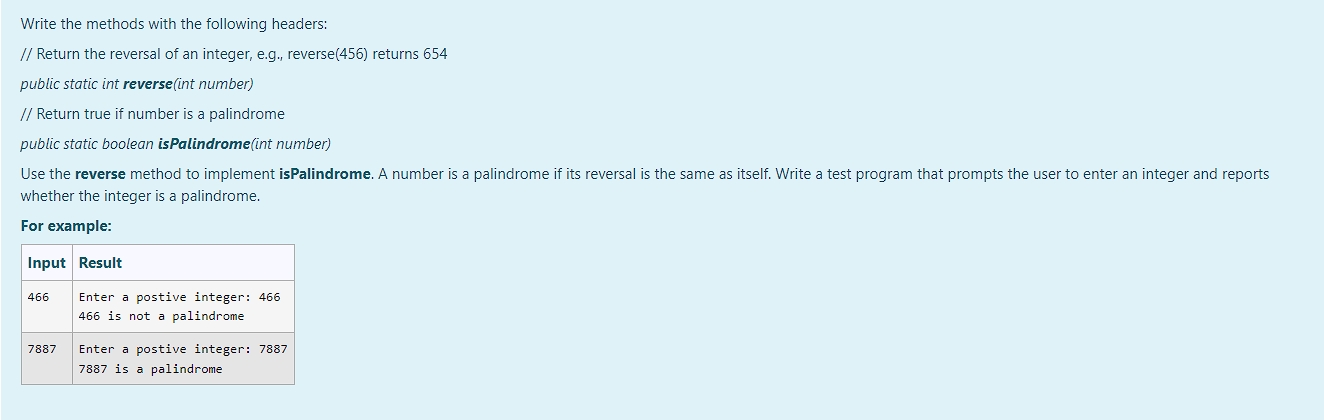 Write the methods with the following headers:
// Return the reversal of an integer, e.g., reverse(456) returns 654
public static int reverse(int number)
// Return true if number is a palindrome
public static boolean isPalindrome(int number)
Use the reverse method to implement isPalindrome. A number is a palindrome if its reversal is the same as itself. Write a test program that prompts the user to enter an integer and reports
whether the integer is a palindrome.
For example:
Input Result
466 Enter a postive integer: 466
466 is not a palindrome
7887 Enter a postive integer: 7887
7887 is a palindrome